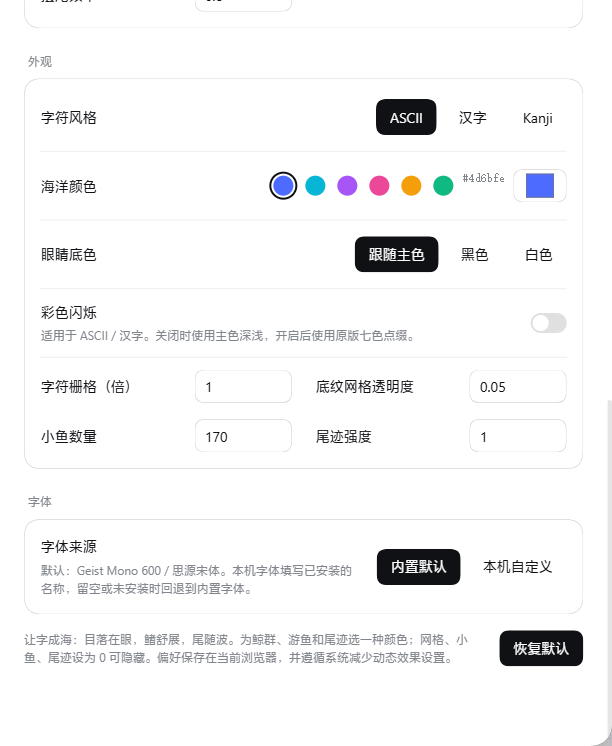 外观
字符风格 ASCII 汉字 Kanji
海洋颜色 #4d6bfe
眼睛底色 跟随主色 黑色 白色
彩色闪烁
适用于 ASCII / 汉字。关闭时使用主色深浅，开启后使用原版七色点缀。
字符栅格（倍） 1 底纹网格透明度 0.05
小鱼数量 170 尾迹强度 1
字体
字体来源 内置默认 本机自定义
默认：Geist Mono 600 / 思源宋体。本机字体填写已安装的
名称，留空或未安装时回退到内置字体。
让字成海：目落在眼，鳍舒展，尾随波。为鲸群、游鱼和尾迹选一种颜色；网格、小
鱼、尾迹设为 0 可隐藏。偏好保存在当前浏览器，并遵循系统减少动态效果设置。
恢复默认